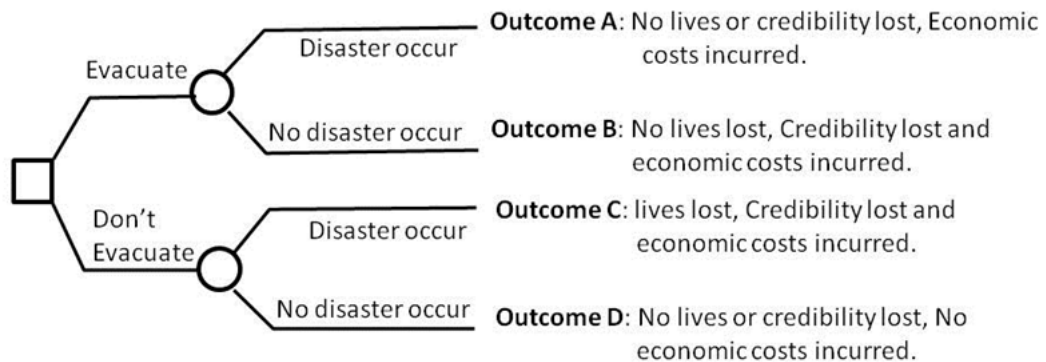 Outcome A: No lives or credibility lost, Economic
costs incurred.
Disaster occur
Evacuate
No disaster occur
Outcome B: No lives lost, Credibility lost and
economic costs incurred.
Don't
Evacuate
Disaster occur
Outcome C: lives lost, Credibility lost and
economic costs incurred.
No disaster occur
Outcome D: No lives or credibility lost, No
economic costs incurred.